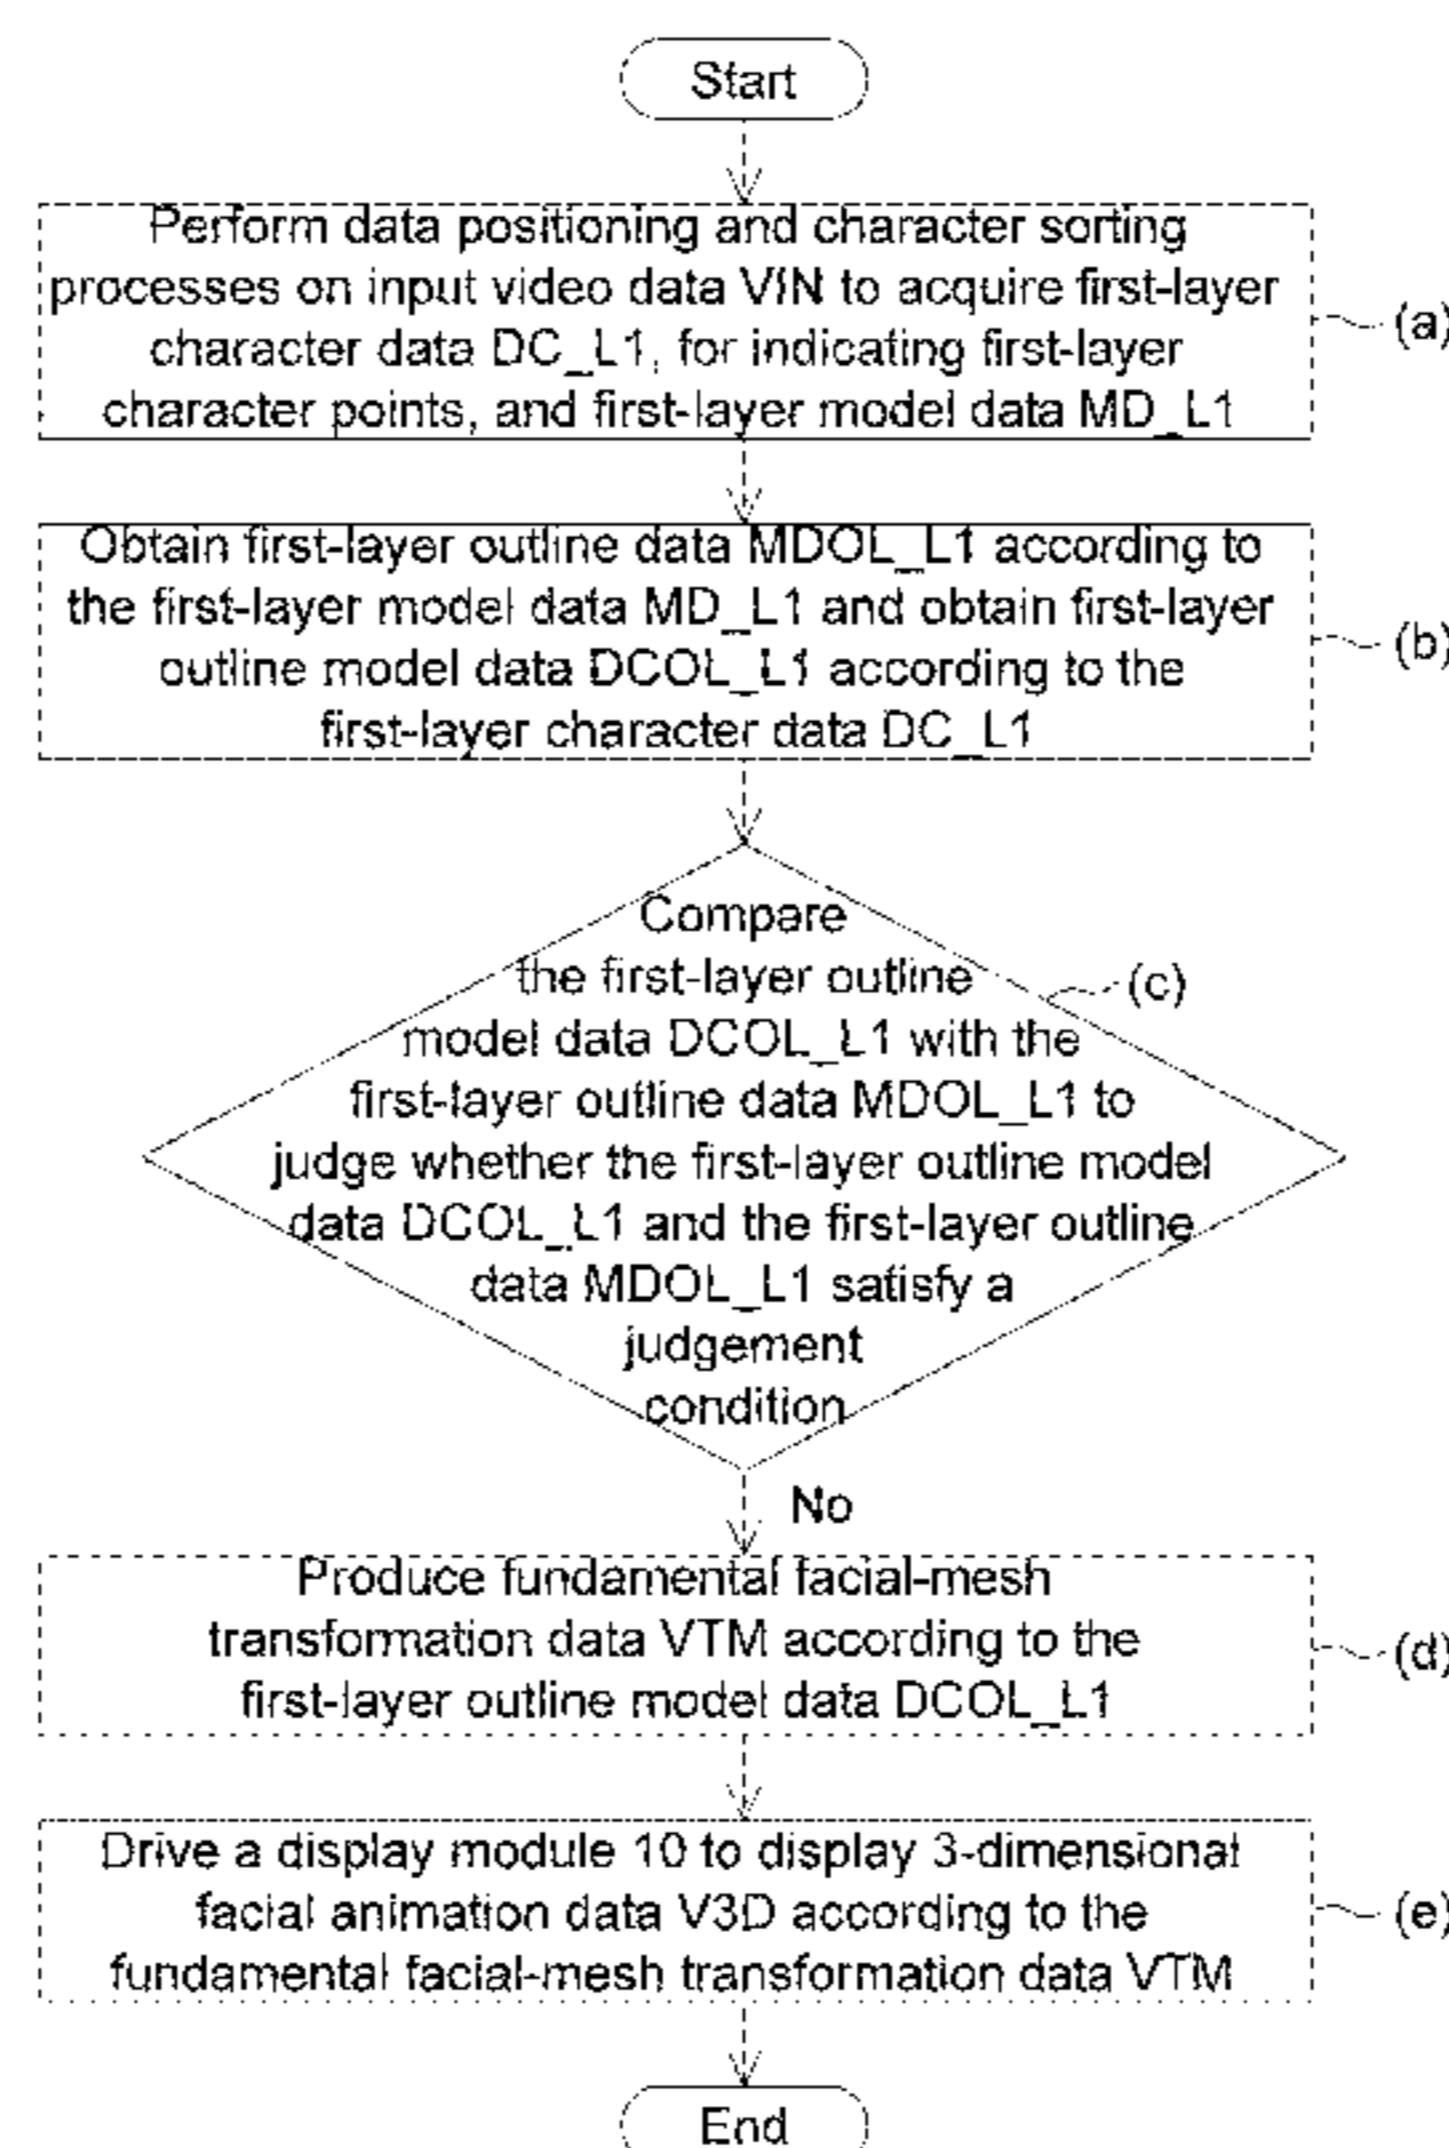 Start
Perform data positioning and character sorting
processes on input video data VIN to acquire first-layer
character data DC_L1, for indicating first-layer
character points, and first-layer model data MD_L1
(a)
Obtain first-layer outline data MDOL_L1 according to
the first-layer model data MD_L1 and obtain first-layer
outline model data DCOL_L1 according to the
first-layer character data DC_L1
(b)
Compare
the first-layer outline
model data DCOL_L1 with the
first-layer outline data MDOL_L1 to
judge whether the first-layer outline model
data DCOL_L1 and the first-layer outline
data MDOL_L1 satisfy a
judgement
condition
(c)
No
Produce fundamental facial-mesh
transformation data VTM according to the
first-layer outline model data DCOL_L1
(d)
Drive a display module 10 to display 3-dimensional
facial animation data V3D according to the
fundamental facial-mesh transformation data VTM
(e)
End